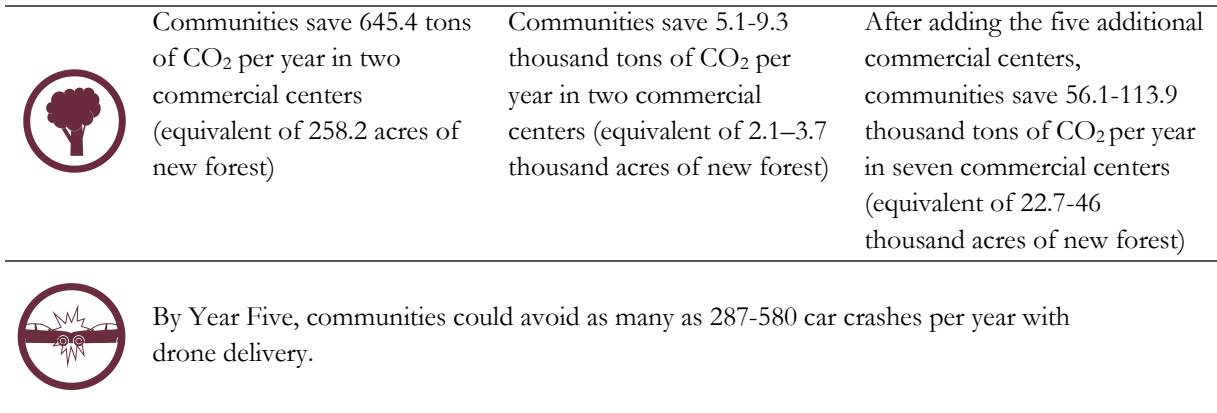 Communities save 645.4 tons
of CO₂ per year in two
commercial centers
(equivalent of 258.2 acres of
new forest)
Communities save 5.1-9.3
thousand tons of CO₂ per
year in two commercial
centers (equivalent of 2.1–3.7
thousand acres of new forest)
After adding the five additional
commercial centers,
communities save 56.1-113.9
thousand tons of CO₂ per year
in seven commercial centers
(equivalent of 22.7-46
thousand acres of new forest)
By Year Five, communities could avoid as many as 287-580 car crashes per year with
drone delivery.